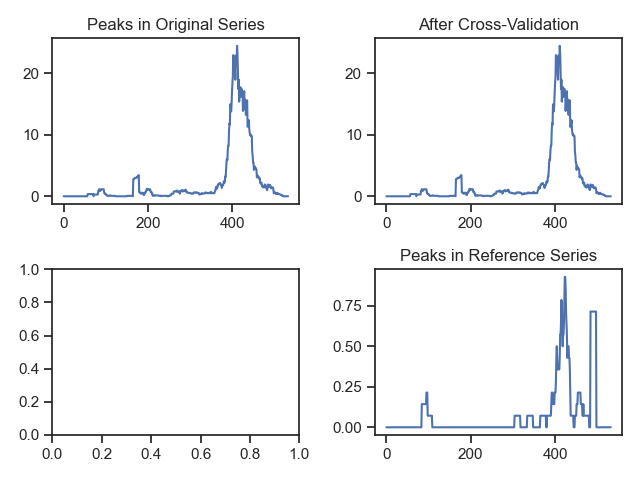 Peaks in Original Series
20
10
0
0 200 400
After Cross-Validation
20
10
0
0 200 400
1.0
0.8
0.6
0.4
0.2
0.0
0.0 0.2 0.4 0.6 0.8 1.0
Peaks in Reference Series
0.75
0.50
0.25
0.00
0 200 400